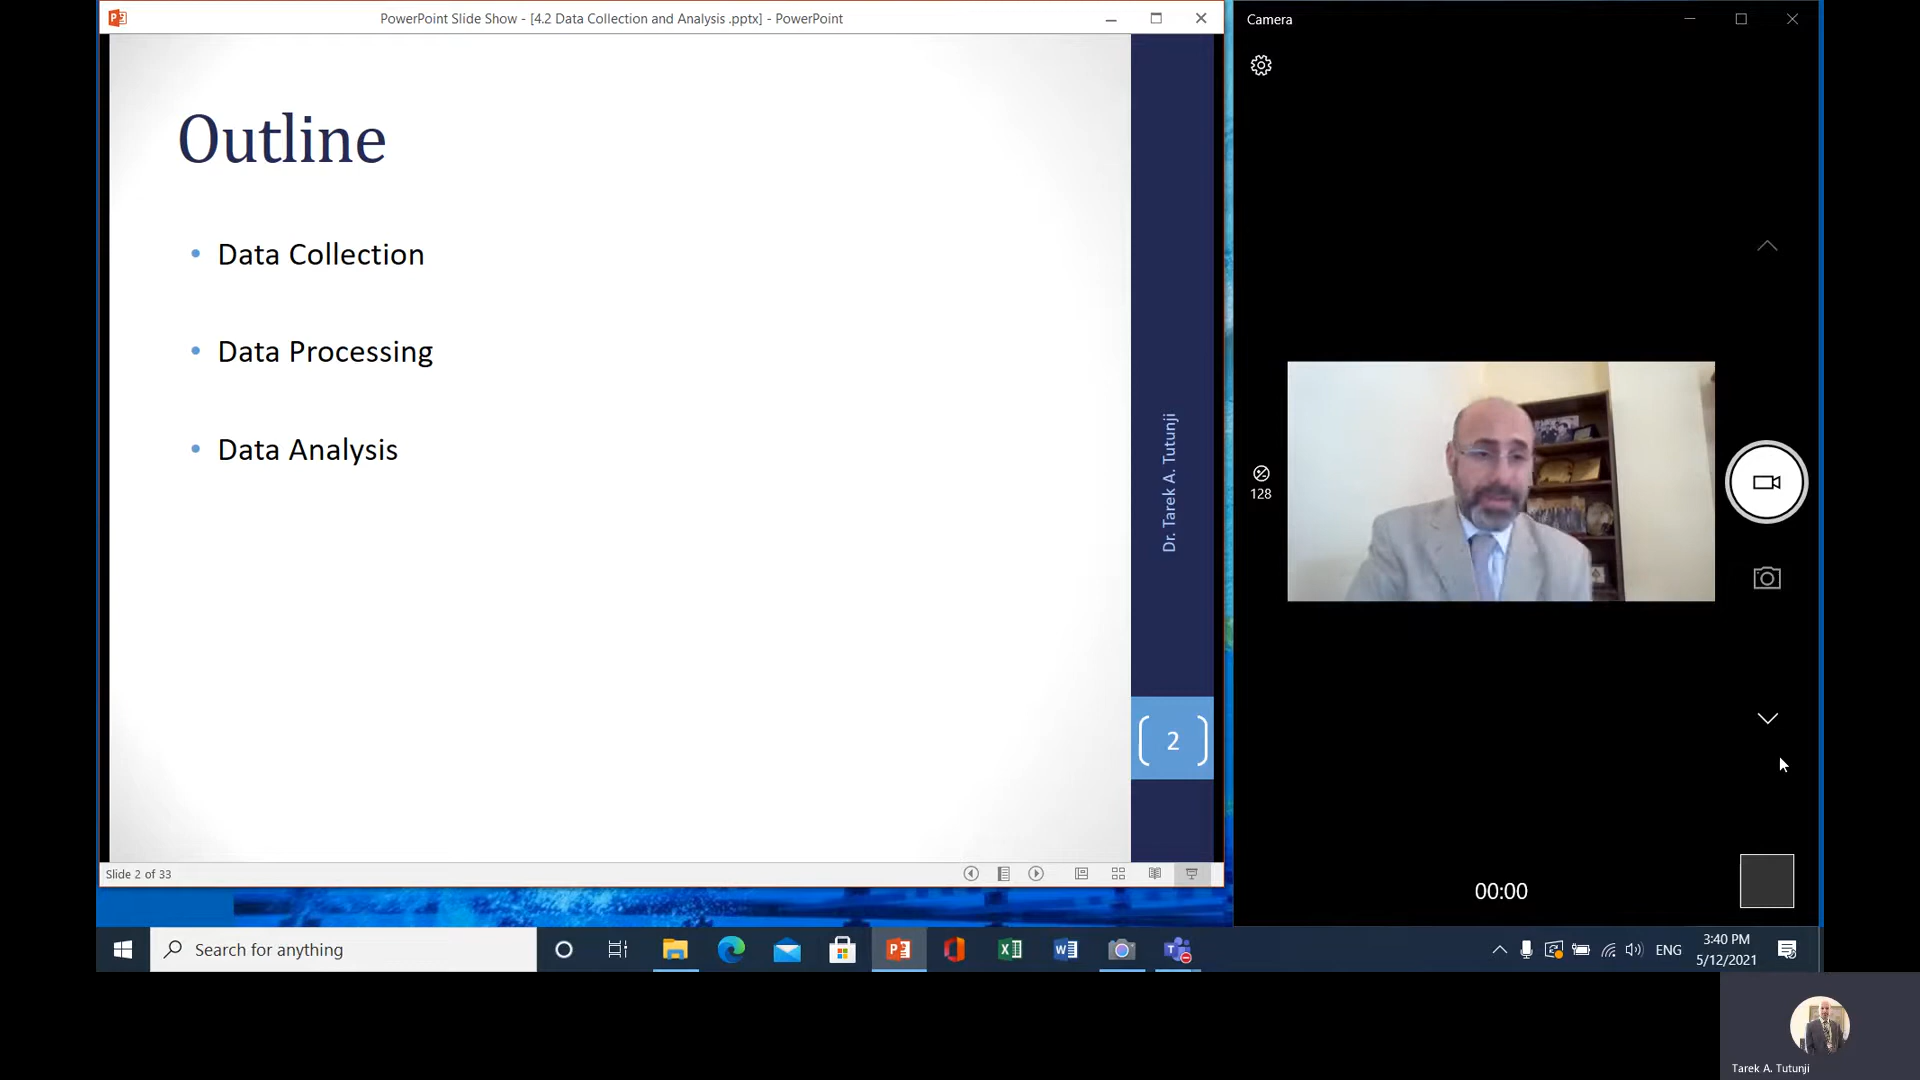 PowerPoint Slide Show - [4.2 Data Collection and Analysis .pptx] - PowerPoint
Outline
• Data Collection
• Data Processing
• Data Analysis
Dr. Tarek A. Tutunji
2
Slide 2 of 33
Camera
128
00:00
Search for anything
ENG
3:40 PM
5/12/2021
Tarek A. Tutunji